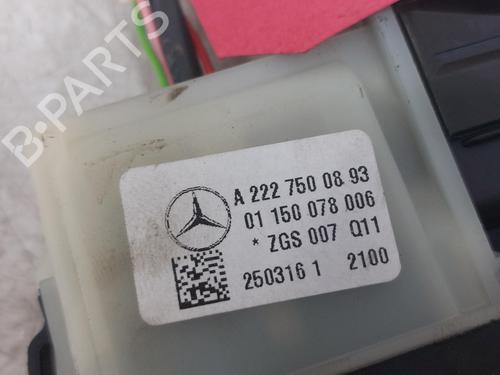 B-PARTS
A 222 750 08 93
01 150 078 006
* ZGS 007 Q11
250316 1 2100